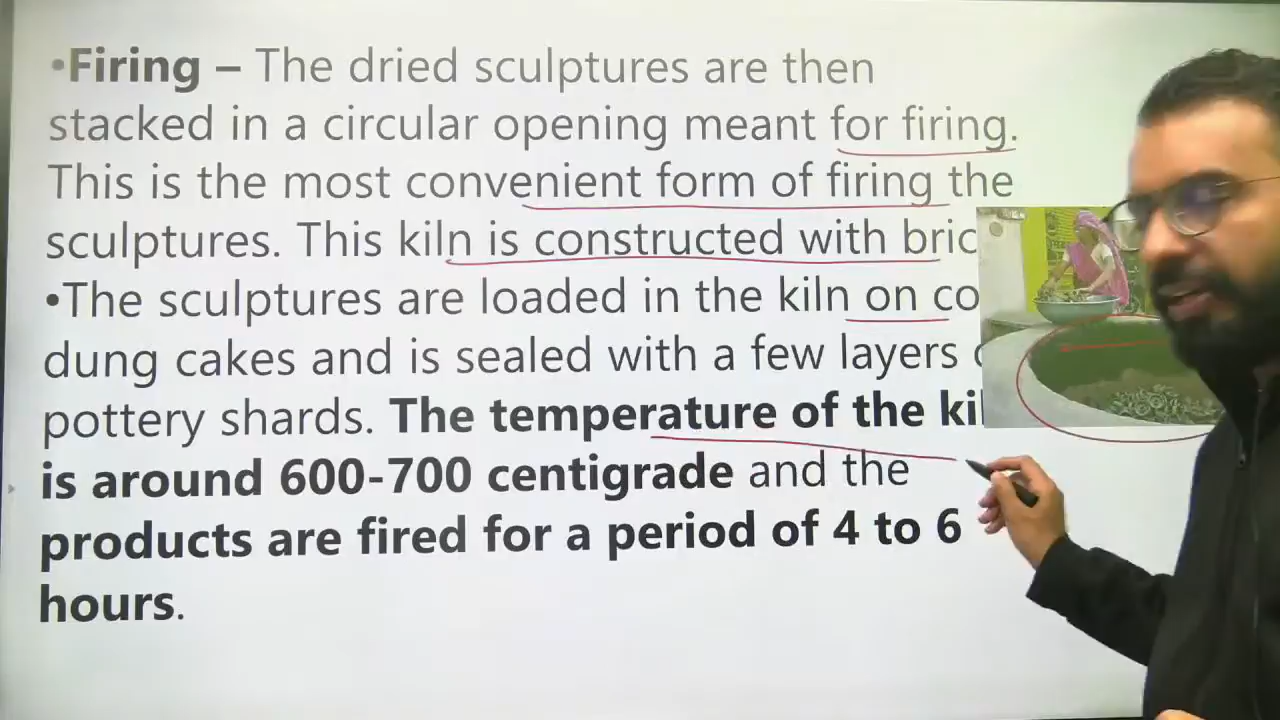 •Firing – The dried sculptures are then
stacked in a circular opening meant for firing.
This is the most convenient form of firing the
sculptures. This kiln is constructed with
•The sculptures are loaded in the kiln on
dung cakes and is sealed with a few layers
pottery shards. The temperature of the
is around 600-700 centigrade and the
products are fired for a period of 4 to 6
hours.